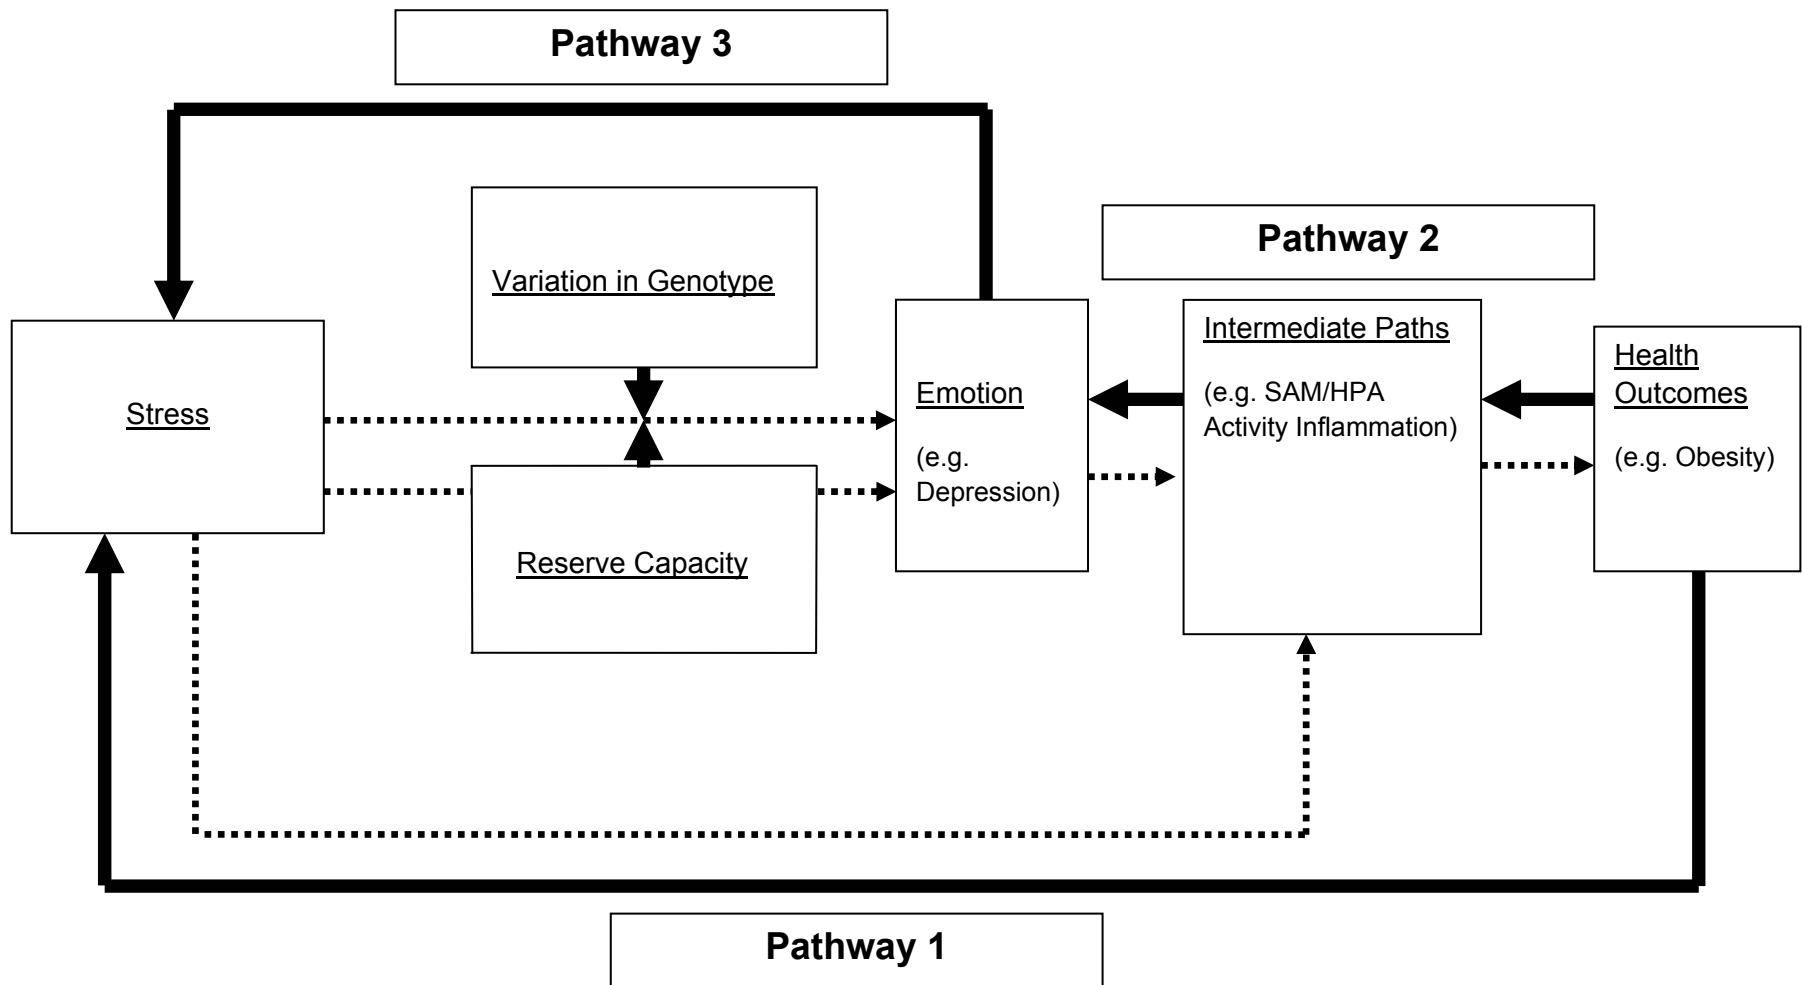 Pathway 3
Variation in Genotype
Pathway 2
Stress
Emotion
(e.g.
Depression)
Intermediate Paths
(e.g. SAM/HPA
Activity Inflammation)
Health
Outcomes
(e.g. Obesity)
Reserve Capacity
Pathway 1